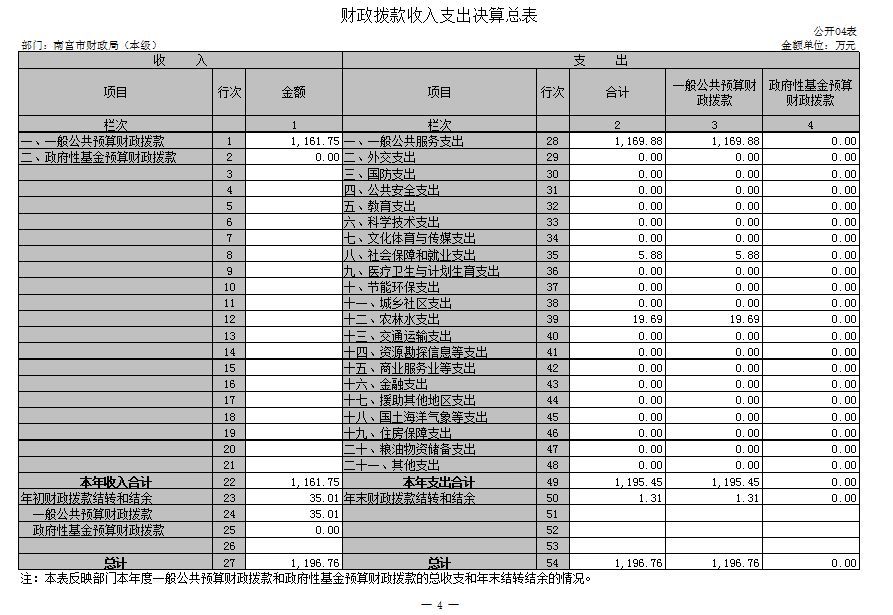 财政拨款收入支出决算总表
公开04表
部门：南宫市财政局（本级） 金额单位：万元
收 入 支 出
项目 行次 金额 项目 行次 合计 一般公共预算财政拨款 政府性基金预算财政拨款
栏次 1 栏次 2 3 4
一、一般公共预算财政拨款 1 1,161.75 一、一般公共服务支出 28 1,169.88 1,169.88 0.00
二、政府性基金预算财政拨款 2 0.00 二、外交支出 29 0.00 0.00 0.00
3 三、国防支出 30 0.00 0.00 0.00
4 四、公共安全支出 31 0.00 0.00 0.00
5 五、教育支出 32 0.00 0.00 0.00
6 六、科学技术支出 33 0.00 0.00 0.00
7 七、文化体育与传媒支出 34 0.00 0.00 0.00
8 八、社会保障和就业支出 35 5.88 5.88 0.00
9 九、医疗卫生与计划生育支出 36 0.00 0.00 0.00
10 十、节能环保支出 37 0.00 0.00 0.00
11 十一、城乡社区支出 38 0.00 0.00 0.00
12 十二、农林水支出 39 19.69 19.69 0.00
13 十三、交通运输支出 40 0.00 0.00 0.00
14 十四、资源勘探信息等支出 41 0.00 0.00 0.00
15 十五、商业服务业等支出 42 0.00 0.00 0.00
16 十六、金融支出 43 0.00 0.00 0.00
17 十七、援助其他地区支出 44 0.00 0.00 0.00
18 十八、国土海洋气象等支出 45 0.00 0.00 0.00
19 十九、住房保障支出 46 0.00 0.00 0.00
20 二十、粮油物资储备支出 47 0.00 0.00 0.00
21 二十一、其他支出 48 0.00 0.00 0.00
本年收入合计 22 1,161.75 本年支出合计 49 1,195.45 1,195.45 0.00
年初财政拨款结转和结余 23 35.01 年末财政拨款结转和结余 50 1.31 1.31 0.00
一般公共预算财政拨款 24 35.01 51
政府性基金预算财政拨款 25 0.00 52
26 53
总计 27 1,196.76 总计 54 1,196.76 1,196.76 0.00
注：本表反映部门本年度一般公共预算财政拨款和政府性基金预算财政拨款的总收支和年末结转结余的情况。
— 4 —